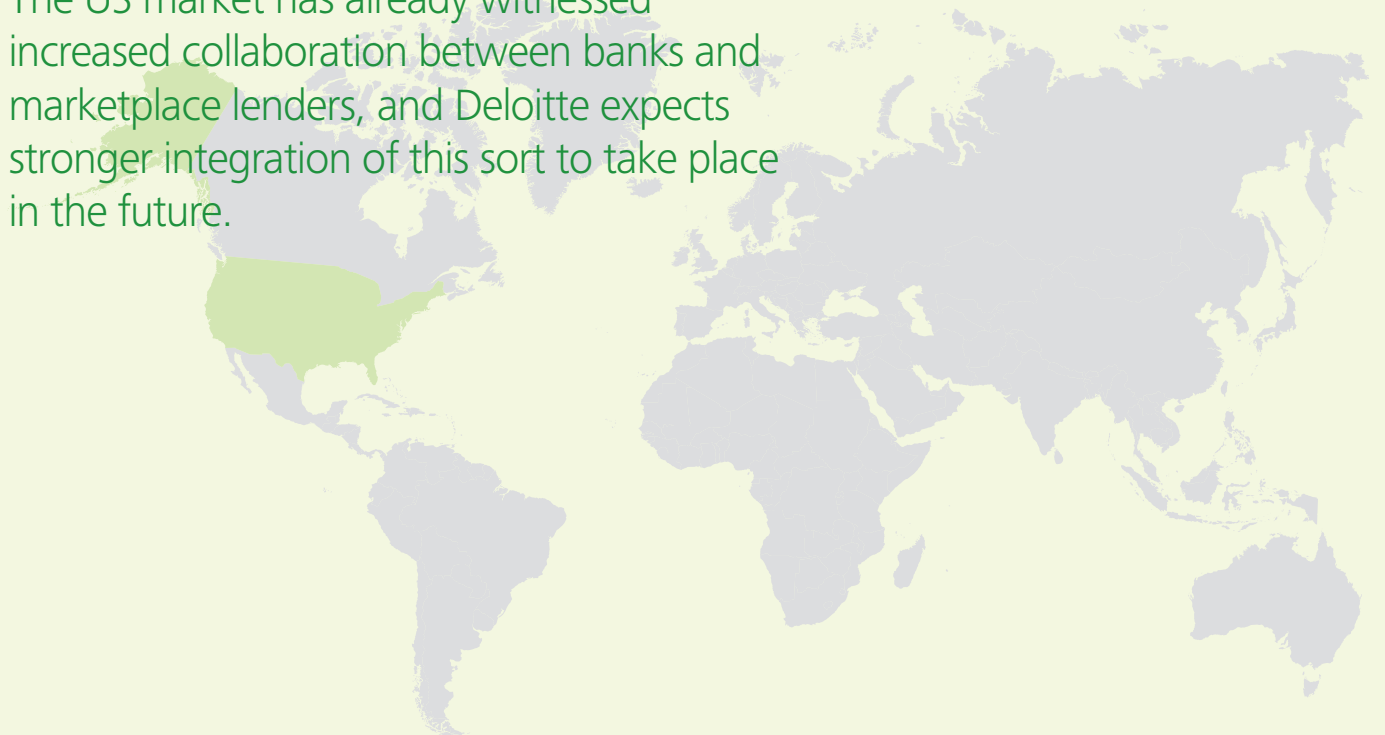 The US market has already witnessed
increased collaboration between banks and
marketplace lenders, and Deloitte expects
stronger integration of this sort to take place
in the future.